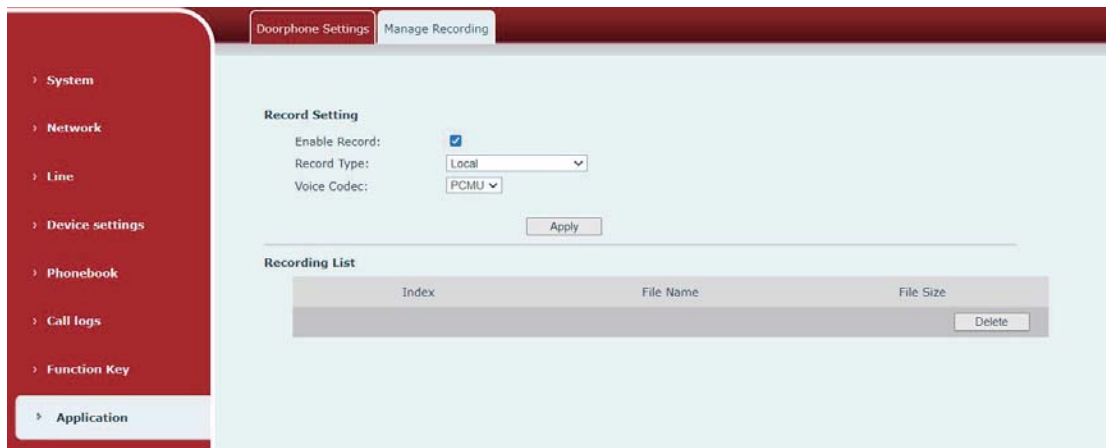 Doorphone Settings Manage Recording
› System
› Network
› Line
› Device settings
› Phonebook
› Call logs
› Function Key
› Application
Record Setting
Enable Record:
Record Type: Local
Voice Codec: PCMU
Apply
Recording List
Index File Name File Size
Delete